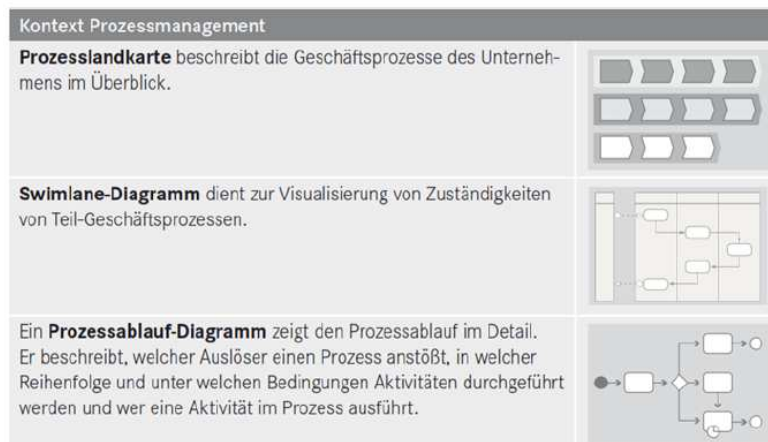 Kontext Prozessmanagement
Prozesslandkarte beschreibt die Geschäftsprozesse des Unterneh-
mens im Überblick.
Swimlane-Diagramm dient zur Visualisierung von Zuständigkeiten
von Teil-Geschäftsprozessen.
Ein Prozessablauf-Diagramm zeigt den Prozessablauf im Detail.
Er beschreibt, welcher Auslöser einen Prozess anstößt, in welcher
Reihenfolge und unter welchen Bedingungen Aktivitäten durchgeführt
werden und wer eine Aktivität im Prozess ausführt.